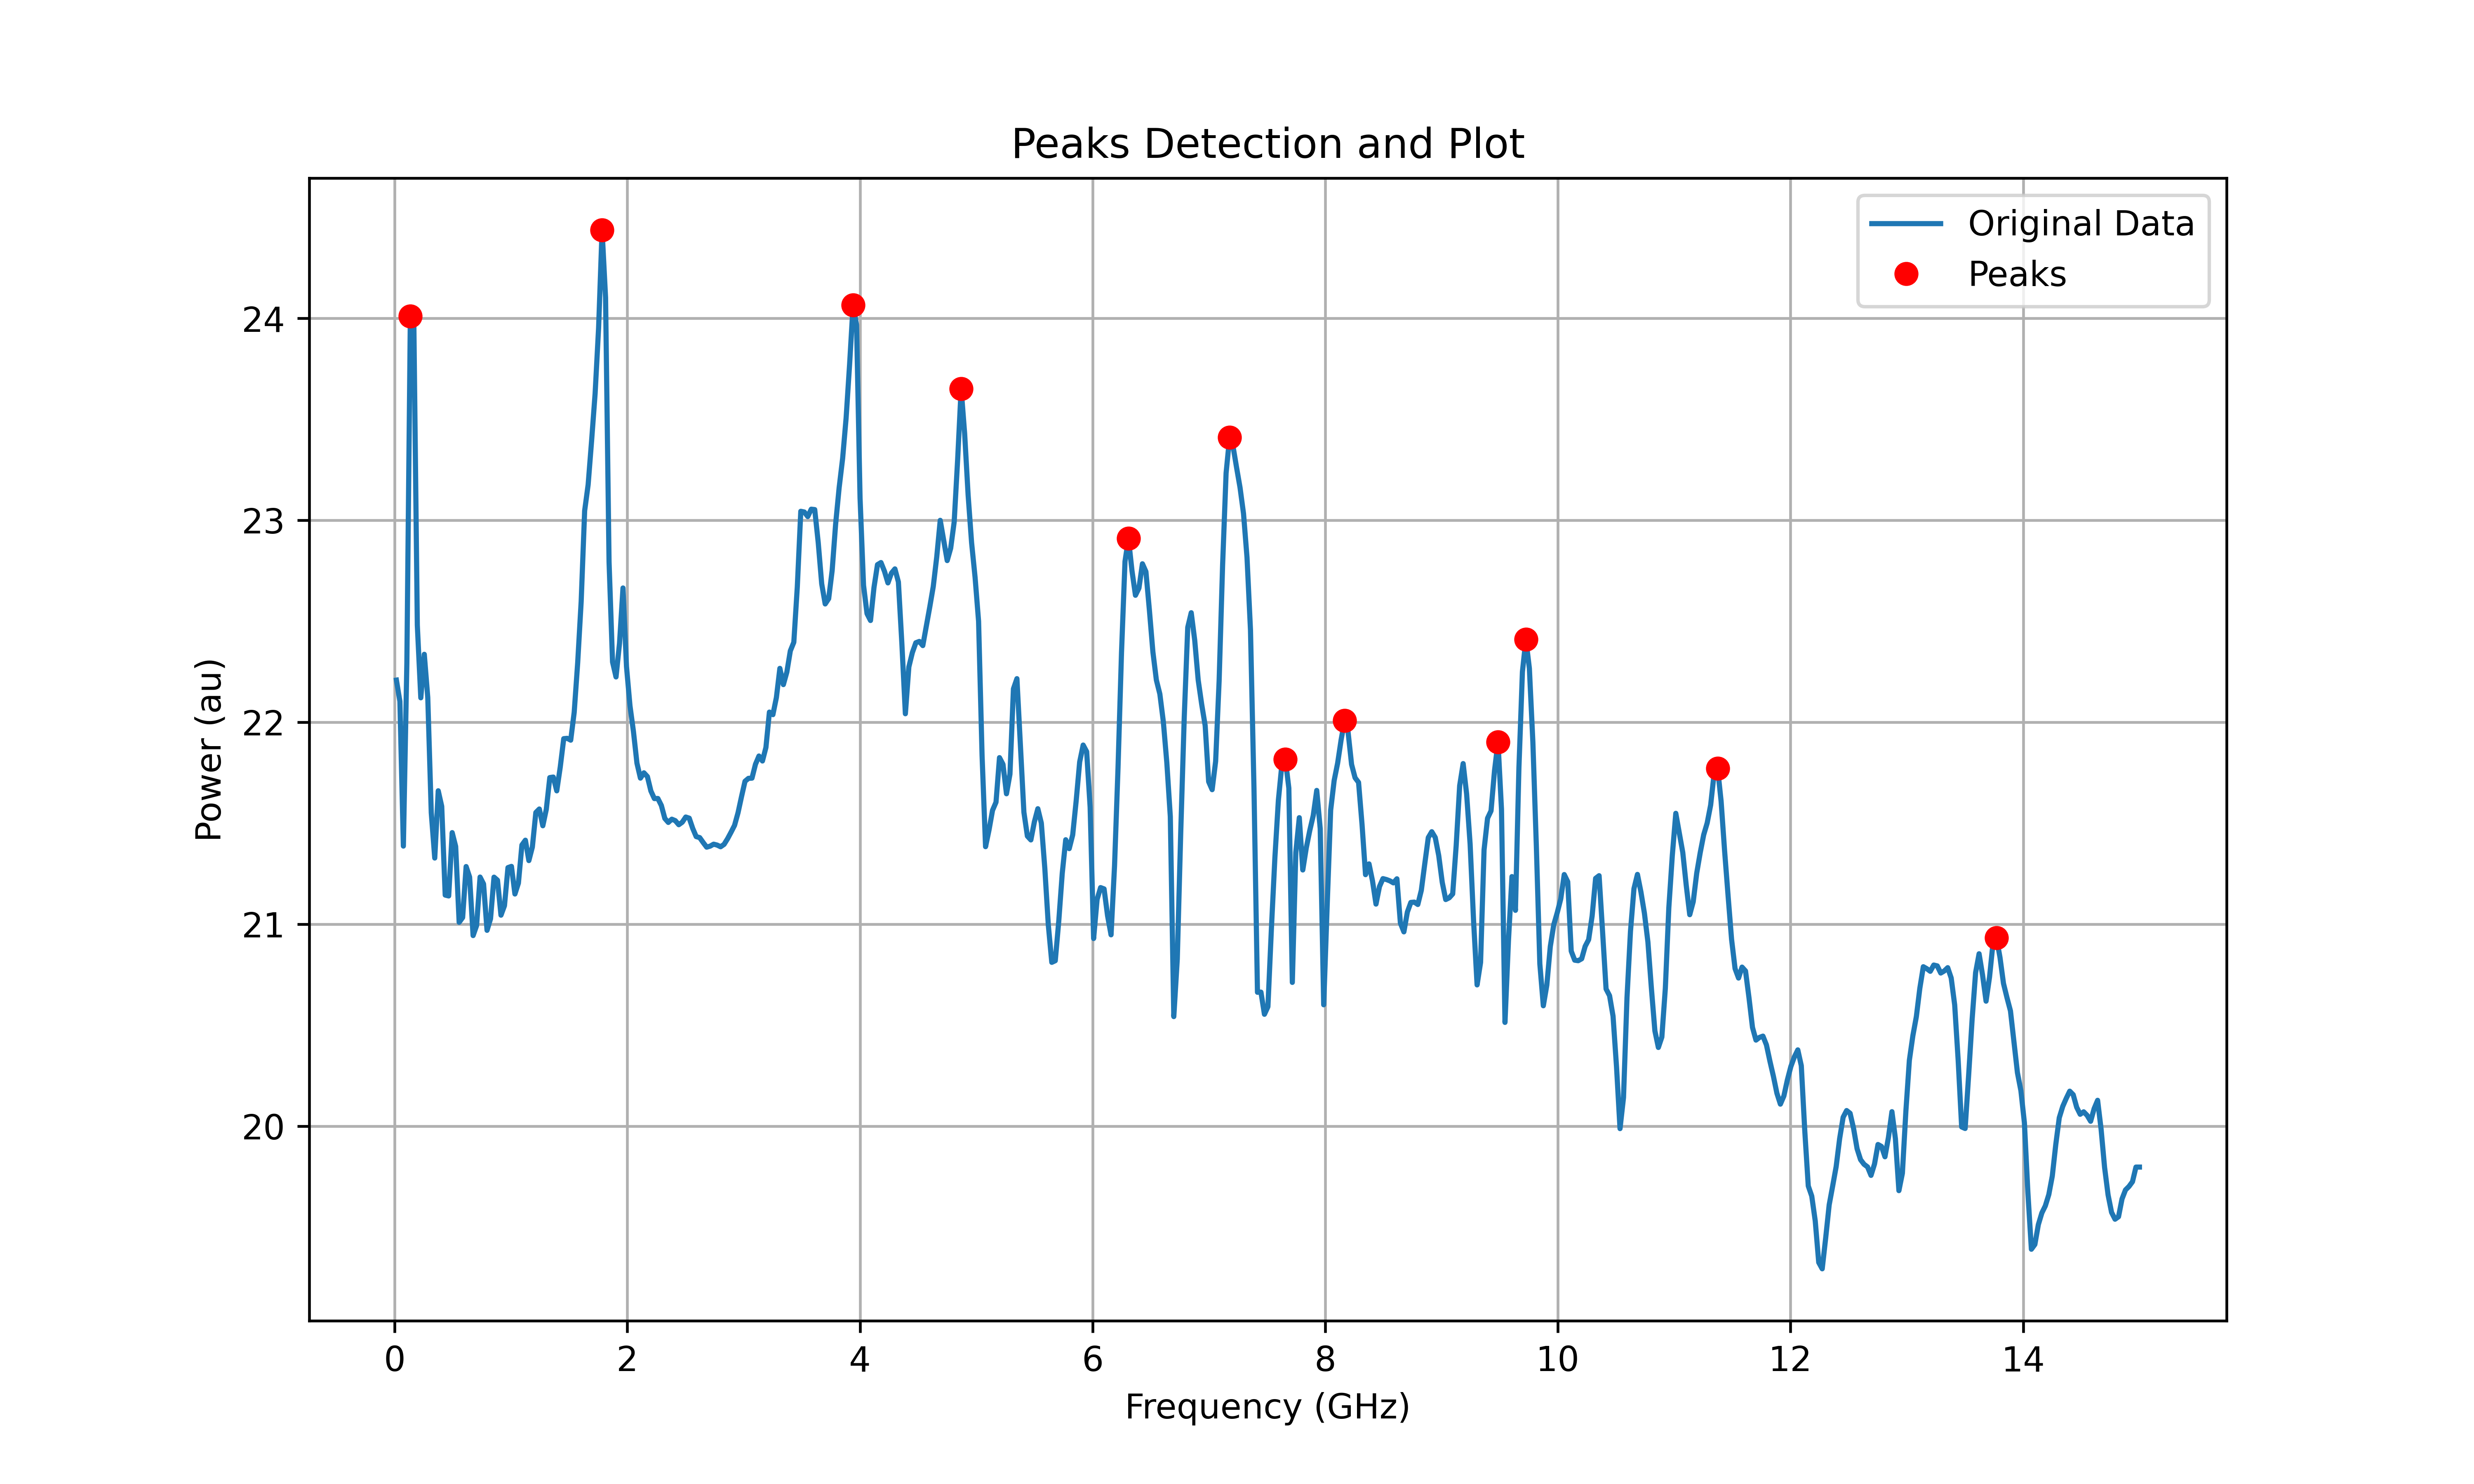 Peaks Detection and Plot
Original Data
Peaks
24
23
22
21
20
Power (au)
0 2 4 6 8 10 12 14
Frequency (GHz)